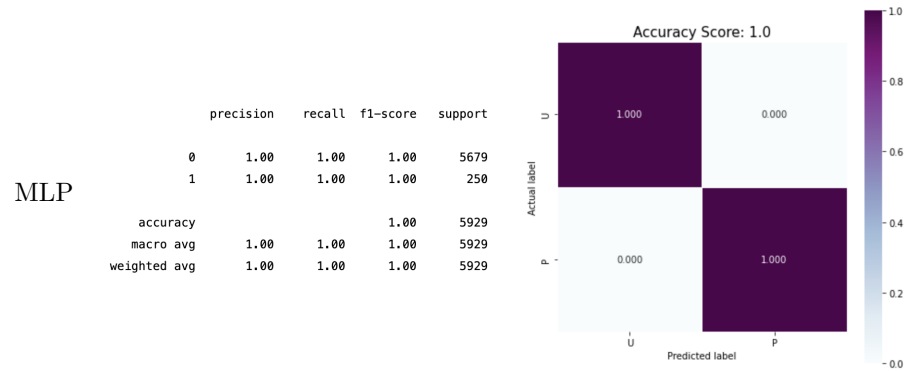 MLP
precision recall f1-score support
0 1.00 1.00 1.00 5679
1 1.00 1.00 1.00 250
accuracy 1.00 5929
macro avg 1.00 1.00 1.00 5929
weighted avg 1.00 1.00 1.00 5929
Accuracy Score: 1.0
Actual label
U
1.000 0.000
P
0.000 1.000
U P
Predicted label
1.0
0.8
0.6
0.4
0.2
0.0